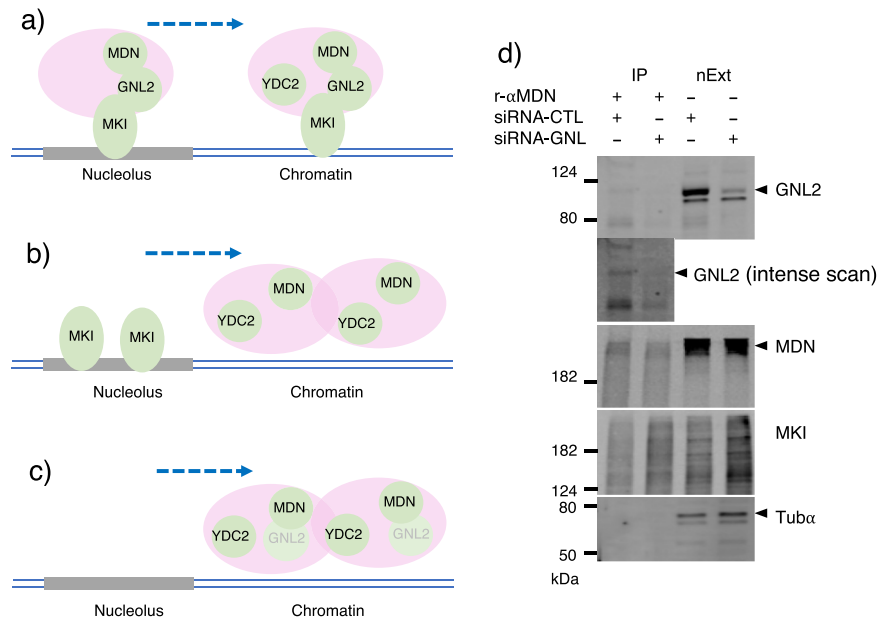 a)
MDN
GNL2
MKI
Nucleolus
MDN
YDC2
GNL2
MKI
Chromatin
b)
MKI
MKI
Nucleolus
MDN
YDC2
MDN
YDC2
Chromatin
c)
Nucleolus
MDN
YDC2
GNL2
MDN
YDC2
GNL2
Chromatin
d)
IP nExt
r-αMDN + + – –
siRNA-CTL + – + –
siRNA-GNL – + – +
124
80
GNL2
GNL2 (intense scan)
MDN
182
MKI
182
124
80
Tubα
50
kDa